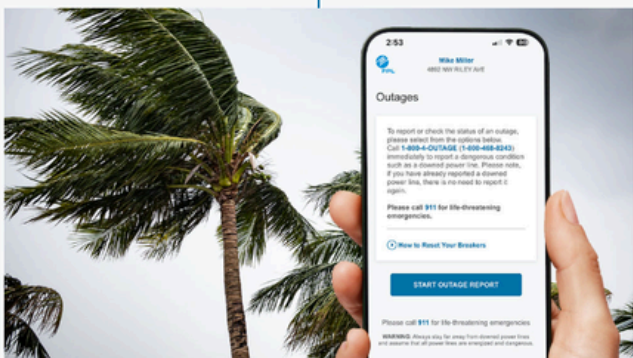 2:53
FPL
Mike Miller
4852 NW RILEY AVE
Outages
To report or check the status of an outage,
please select from the options below.
Call 1-800-4-OUTAGE (1-800-468-8243)
immediately to report a dangerous condition
such as a downed power line. Please note,
if you have already reported a downed
power line, there is no need to report it
again.
Please call 911 for life-threatening
emergencies.
How to Reset Your Breakers
START OUTAGE REPORT
Please call 911 for life-threatening emergencies
WARNING: Always stay far away from downed power lines
and assume that all power lines are energized and dangerous.